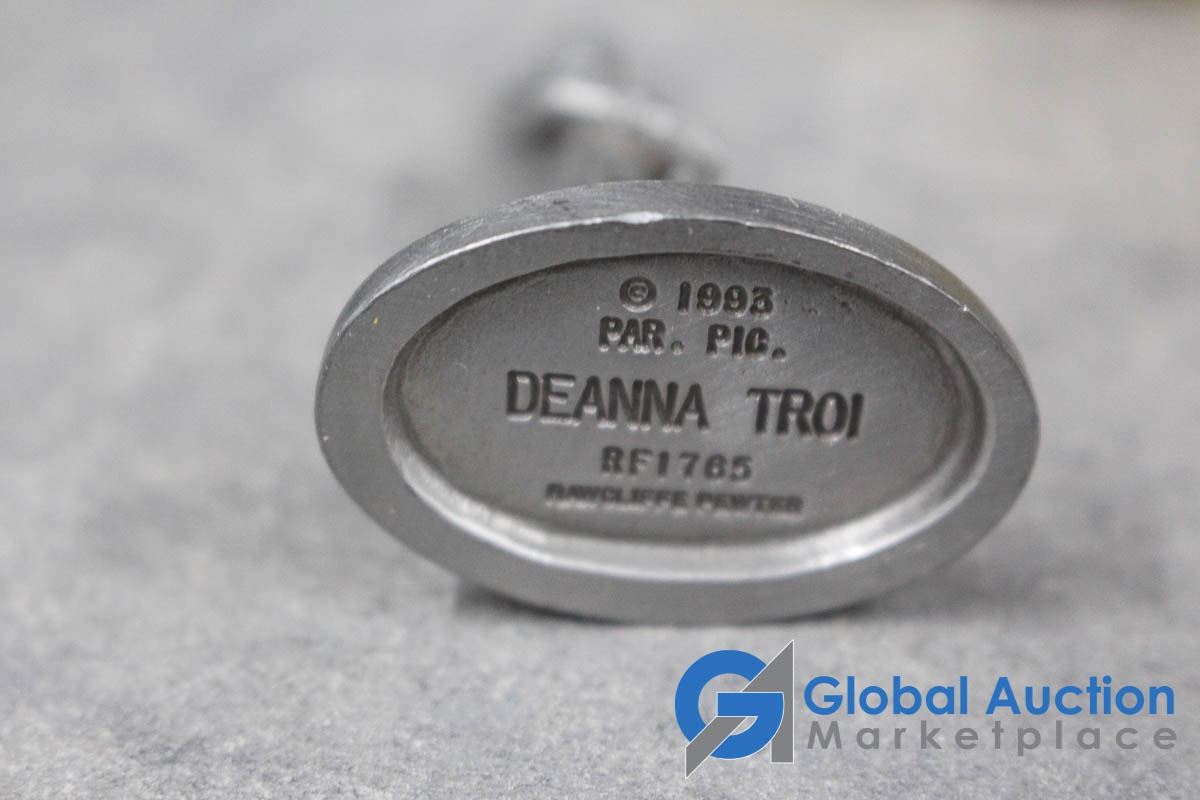 © 1993
PAR. PIC.
DEANNA TROI
RF1765
RAWCLIFFE PEWTER
Global Auction
Marketplace